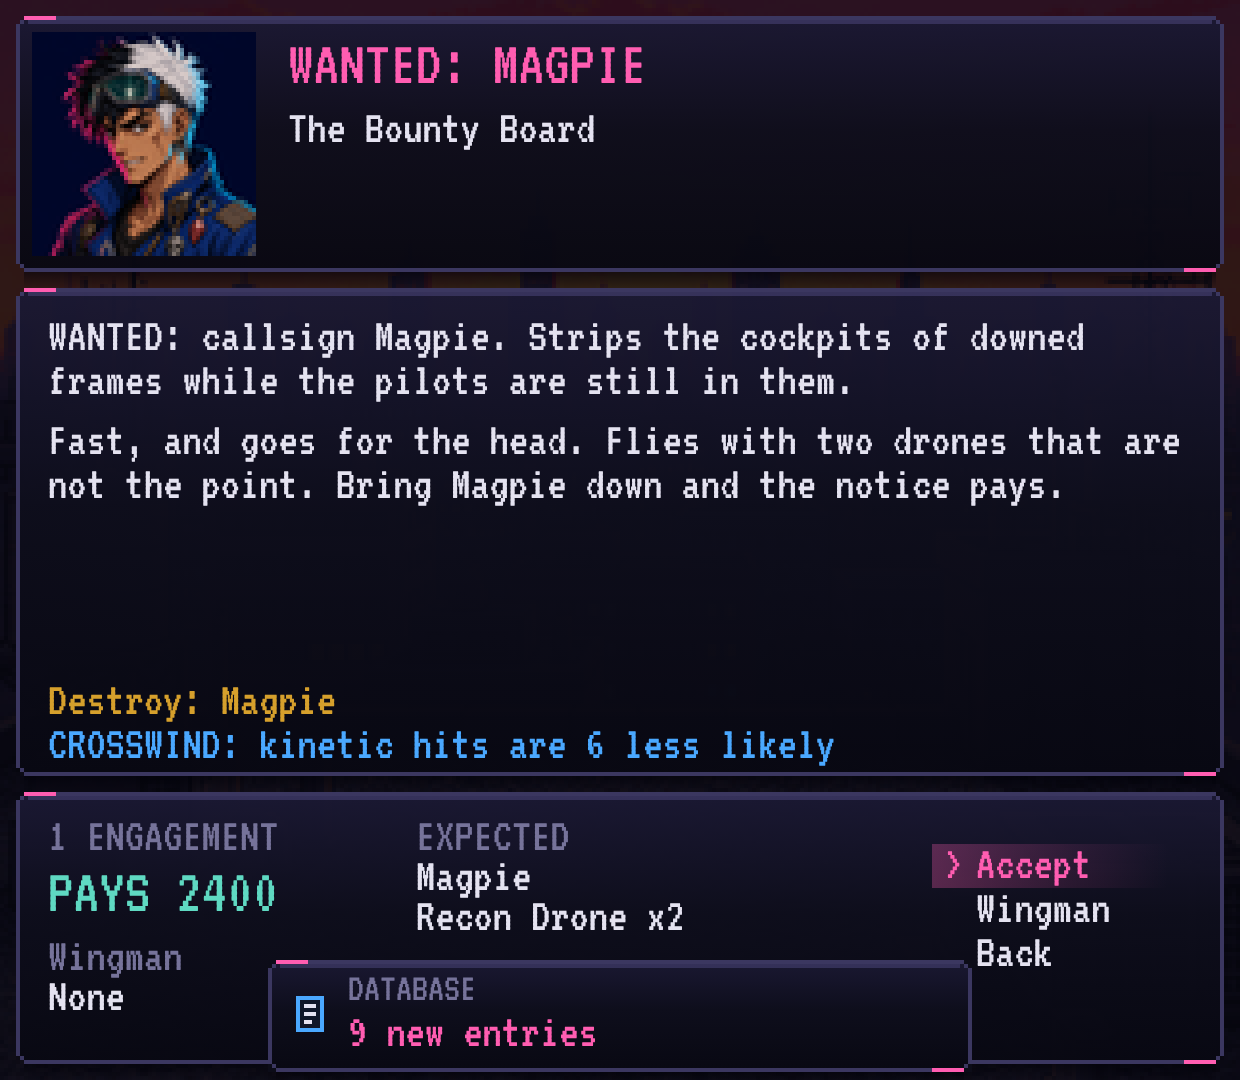 WANTED: MAGPIE
The Bounty Board
WANTED: callsign Magpie. Strips the cockpits of downed
frames while the pilots are still in them.
Fast, and goes for the head. Flies with two drones that are
not the point. Bring Magpie down and the notice pays.
Destroy: Magpie
CROSSWIND: kinetic hits are 6 less likely
1 ENGAGEMENT
PAYS 2400
Wingman
None
EXPECTED
Magpie
Recon Drone x2
> Accept
Wingman
Back
DATABASE
9 new entries